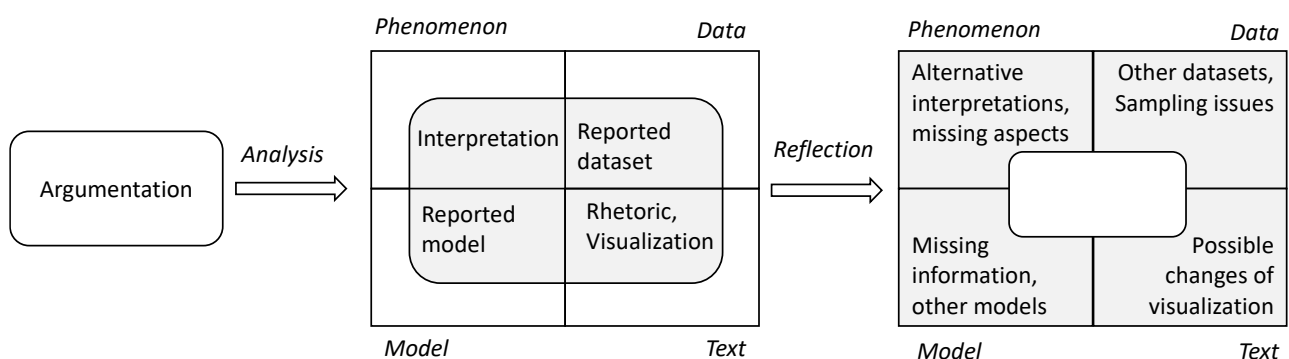 Argumentation
Analysis
Phenomenon
Data
Interpretation
Reported
dataset
Reported
model
Rhetoric,
Visualization
Model
Text
Reflection
Phenomenon
Data
Alternative
interpretations,
missing aspects
Other datasets,
Sampling issues
Missing
information,
other models
Possible
changes of
visualization
Model
Text